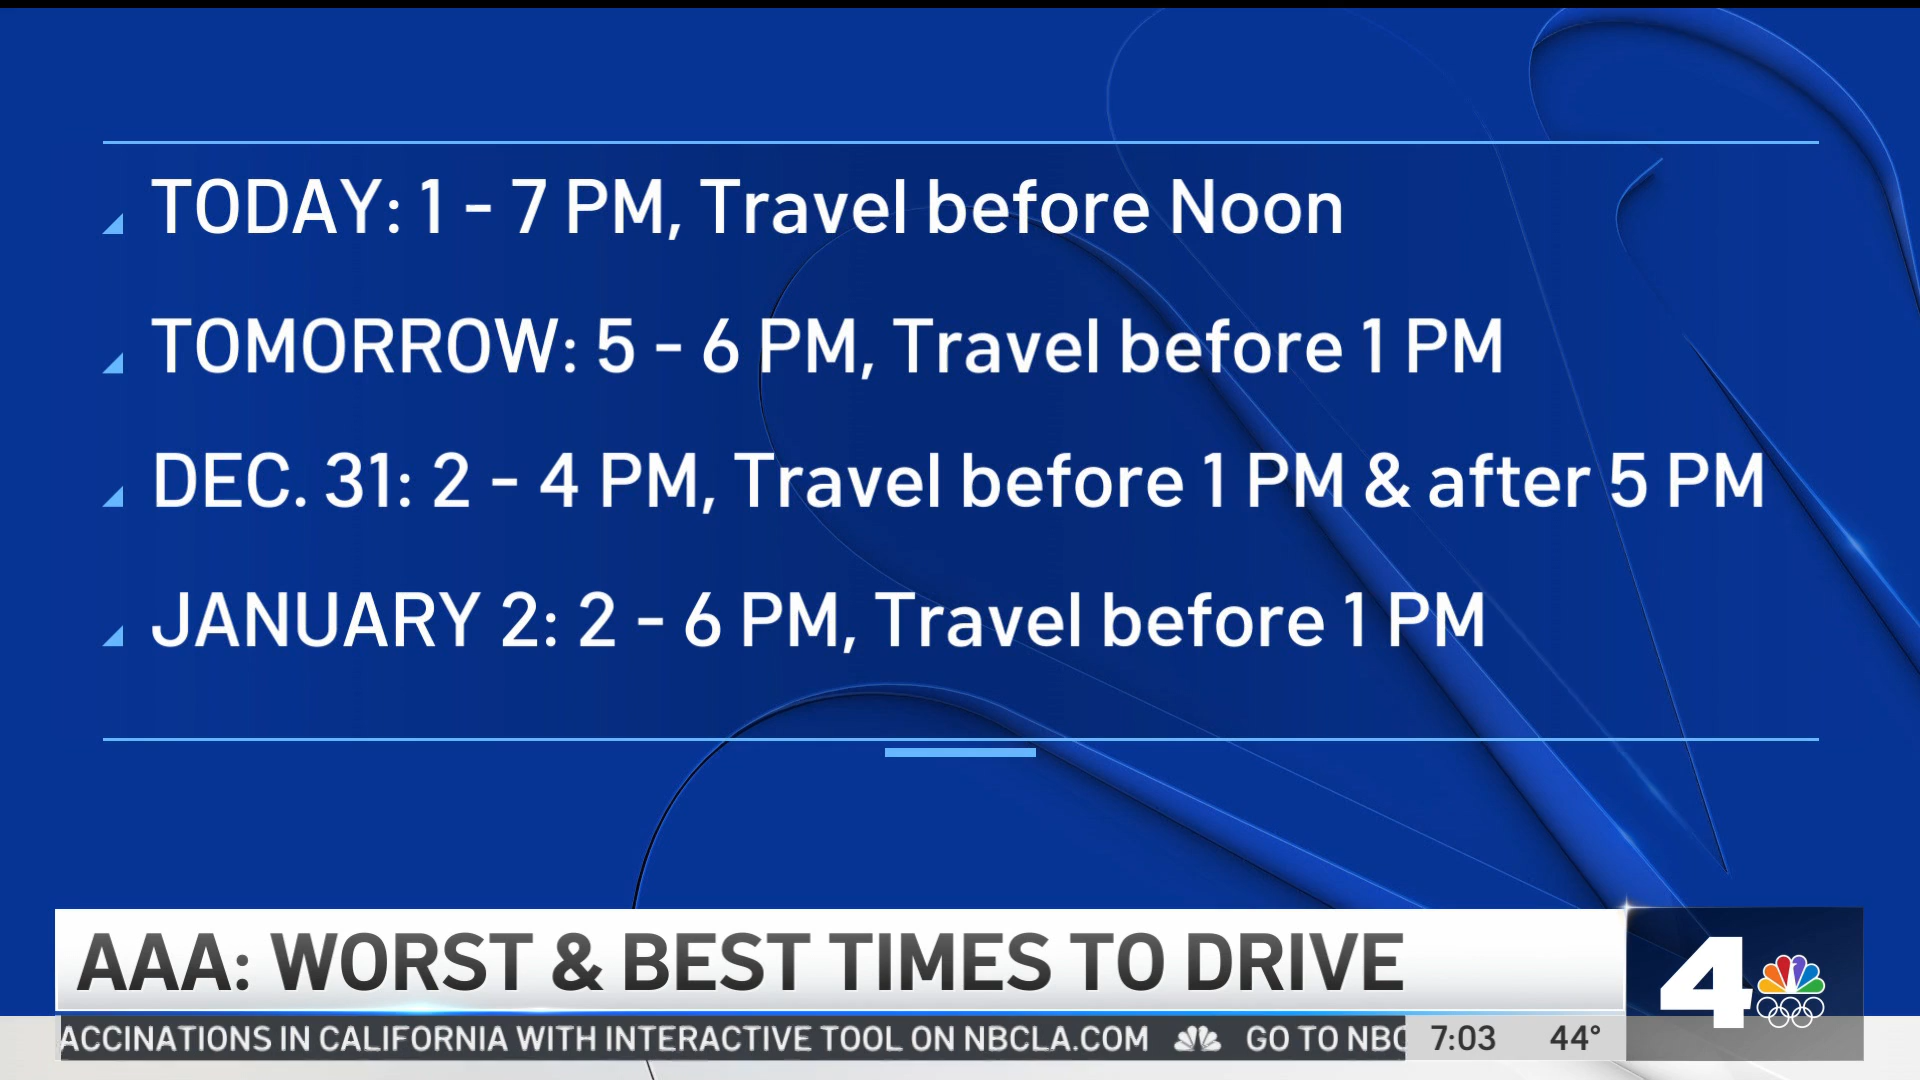 TODAY: 1 - 7 PM, Travel before Noon
TOMORROW: 5 - 6 PM, Travel before 1 PM
DEC. 31: 2 - 4 PM, Travel before 1 PM & after 5 PM
JANUARY 2: 2 - 6 PM, Travel before 1 PM
AAA: WORST & BEST TIMES TO DRIVE
4
ACCINATIONS IN CALIFORNIA WITH INTERACTIVE TOOL ON NBCLA.COM GO TO NBC 7:03 44°